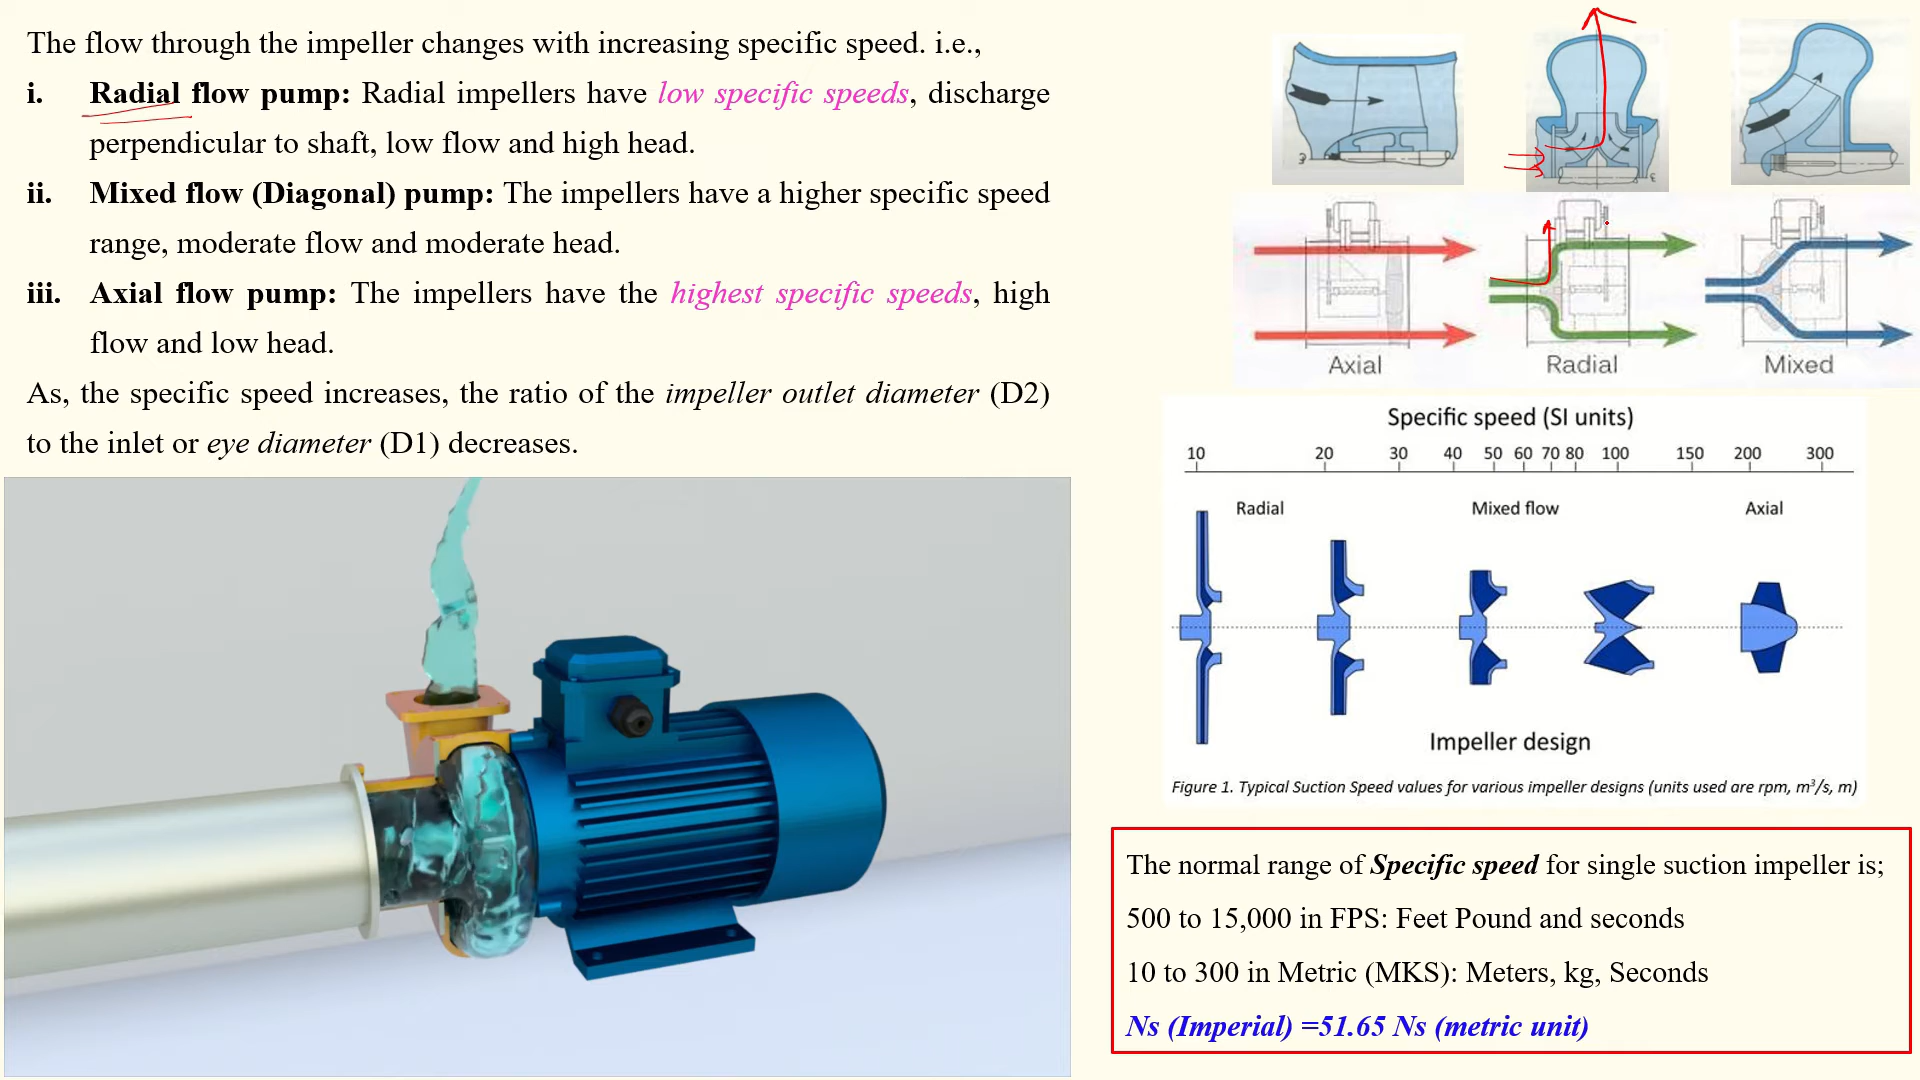 The flow through the impeller changes with increasing specific speed. i.e.,
i. Radial flow pump: Radial impellers have low specific speeds, discharge
perpendicular to shaft, low flow and high head.
ii. Mixed flow (Diagonal) pump: The impellers have a higher specific speed
range, moderate flow and moderate head.
iii. Axial flow pump: The impellers have the highest specific speeds, high
flow and low head.
As, the specific speed increases, the ratio of the impeller outlet diameter (D2)
to the inlet or eye diameter (D1) decreases.
Axial Radial Mixed
Specific speed (SI units)
10 20 30 40 50 60 70 80 100 150 200 300
Radial Mixed flow Axial
Impeller design
Figure 1. Typical Suction Speed values for various impeller designs (units used are rpm, m³/s, m)
The normal range of Specific speed for single suction impeller is;
500 to 15,000 in FPS: Feet Pound and seconds
10 to 300 in Metric (MKS): Meters, kg, Seconds
Ns (Imperial) =51.65 Ns (metric unit)